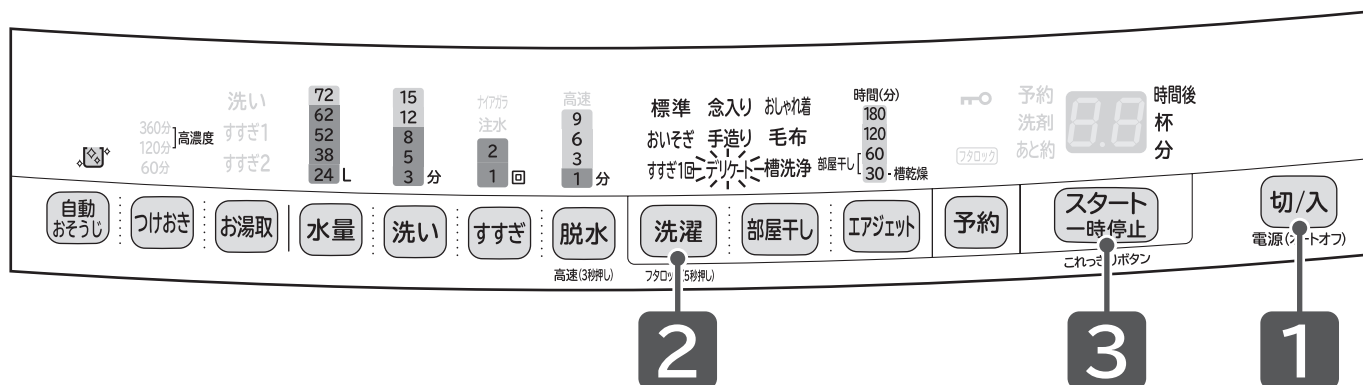 洗い
すすぎ1
すすぎ2
360分
120分
60分
高濃度
72
62
52
38
24 L
15
12
8
5
3 分
ナイアガラ
注水
2
1 回
高速
9
6
3
1 分
標準 念入り おしゃれ着
おいそぎ 手造り 毛布
すすぎ1回 デリケート 槽洗浄
時間(分)
180
120
60
30
部屋干し
槽乾燥
予約
洗剤
あと約
フタロック
8.8
時間後
杯
分
自動
おそうじ
つけおき
お湯取
水量
洗い
すすぎ
脱水
高速(3秒押し)
洗濯
部屋干し
エアジェット
予約
スタート
一時停止
切/入
2
3
1